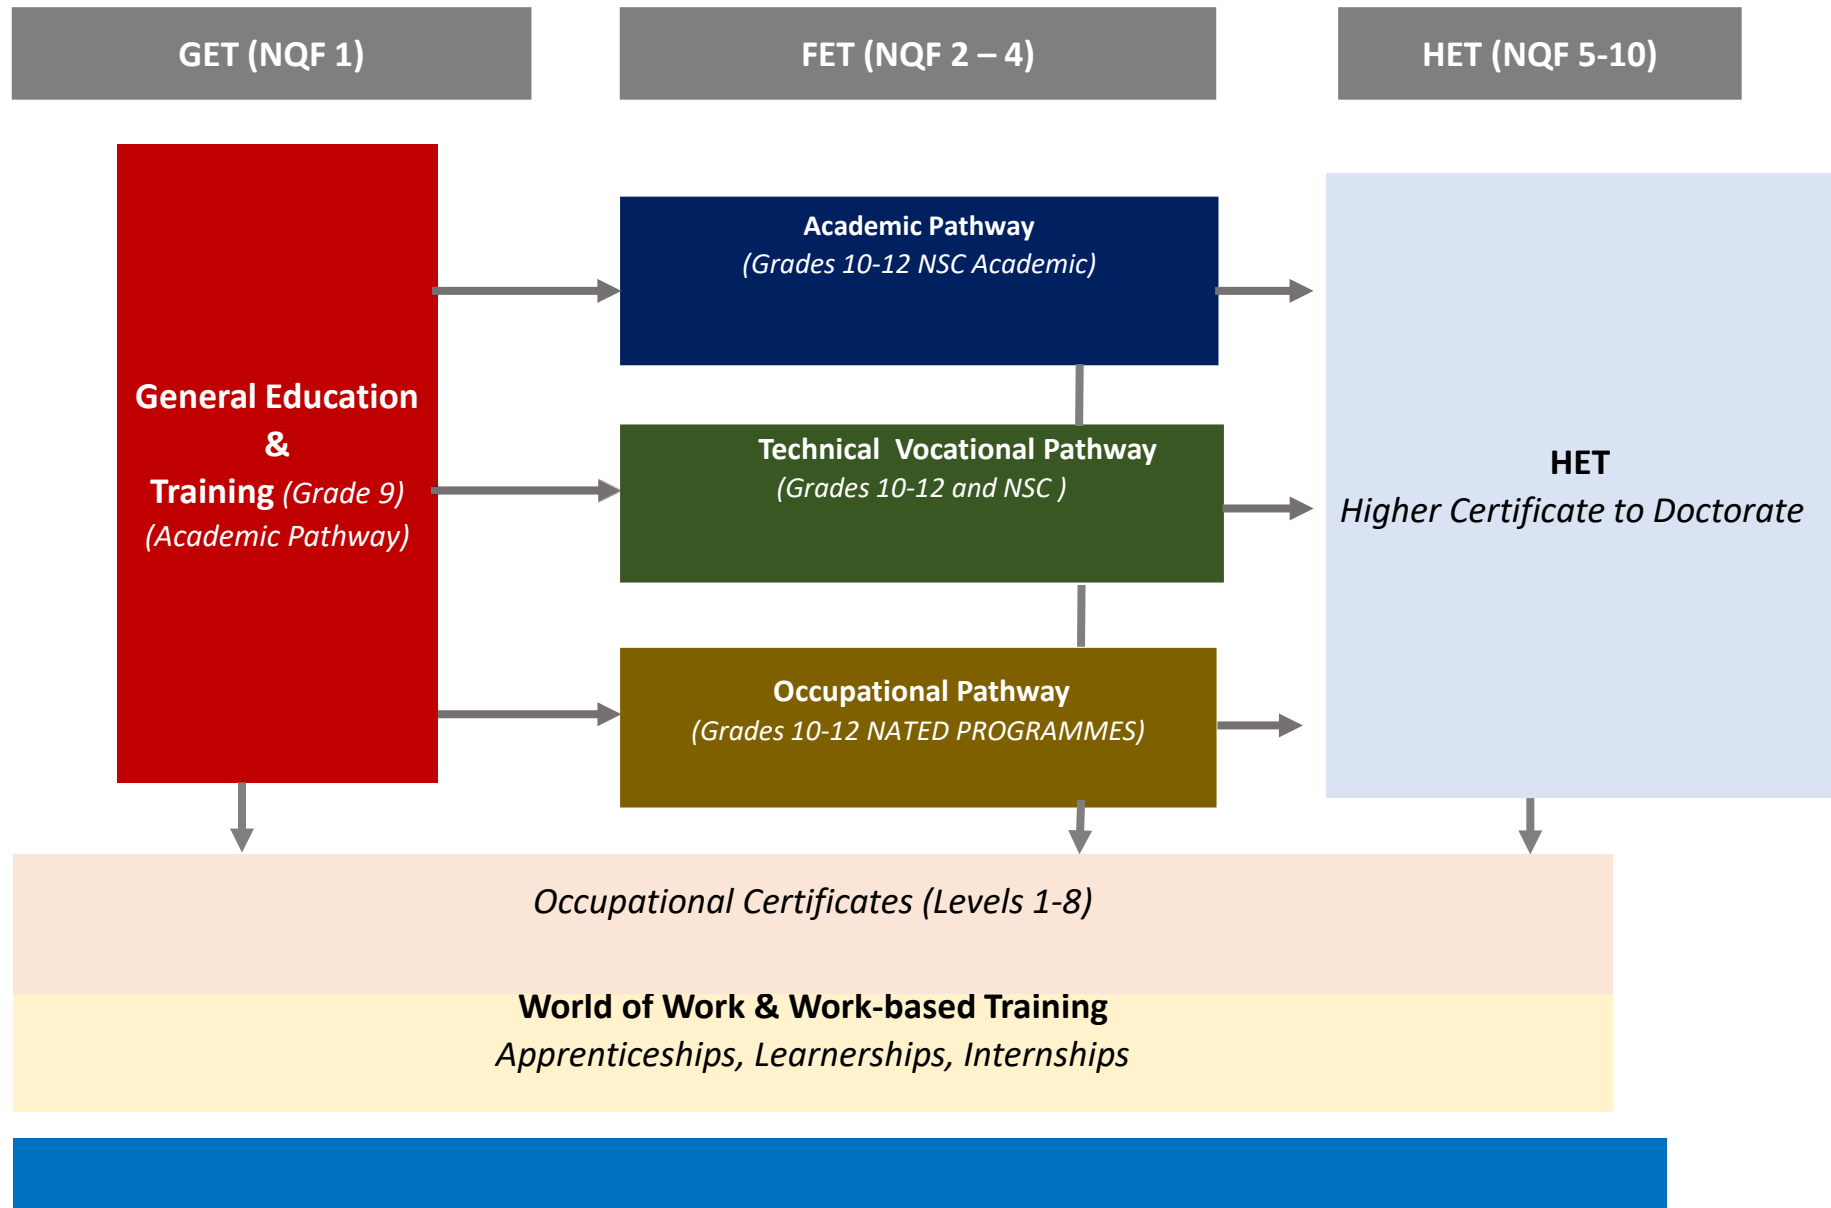 GET (NQF 1)
FET (NQF 2 – 4)
HET (NQF 5-10)
General Education
&
Training (Grade 9)
(Academic Pathway)
Academic Pathway
(Grades 10-12 NSC Academic)
Technical  Vocational Pathway
(Grades 10-12 and NSC )
Occupational Pathway
(Grades 10-12 NATED PROGRAMMES)
HET
Higher Certificate to Doctorate
Occupational Certificates (Levels 1-8)
World of Work & Work-based Training
Apprenticeships, Learnerships, Internships